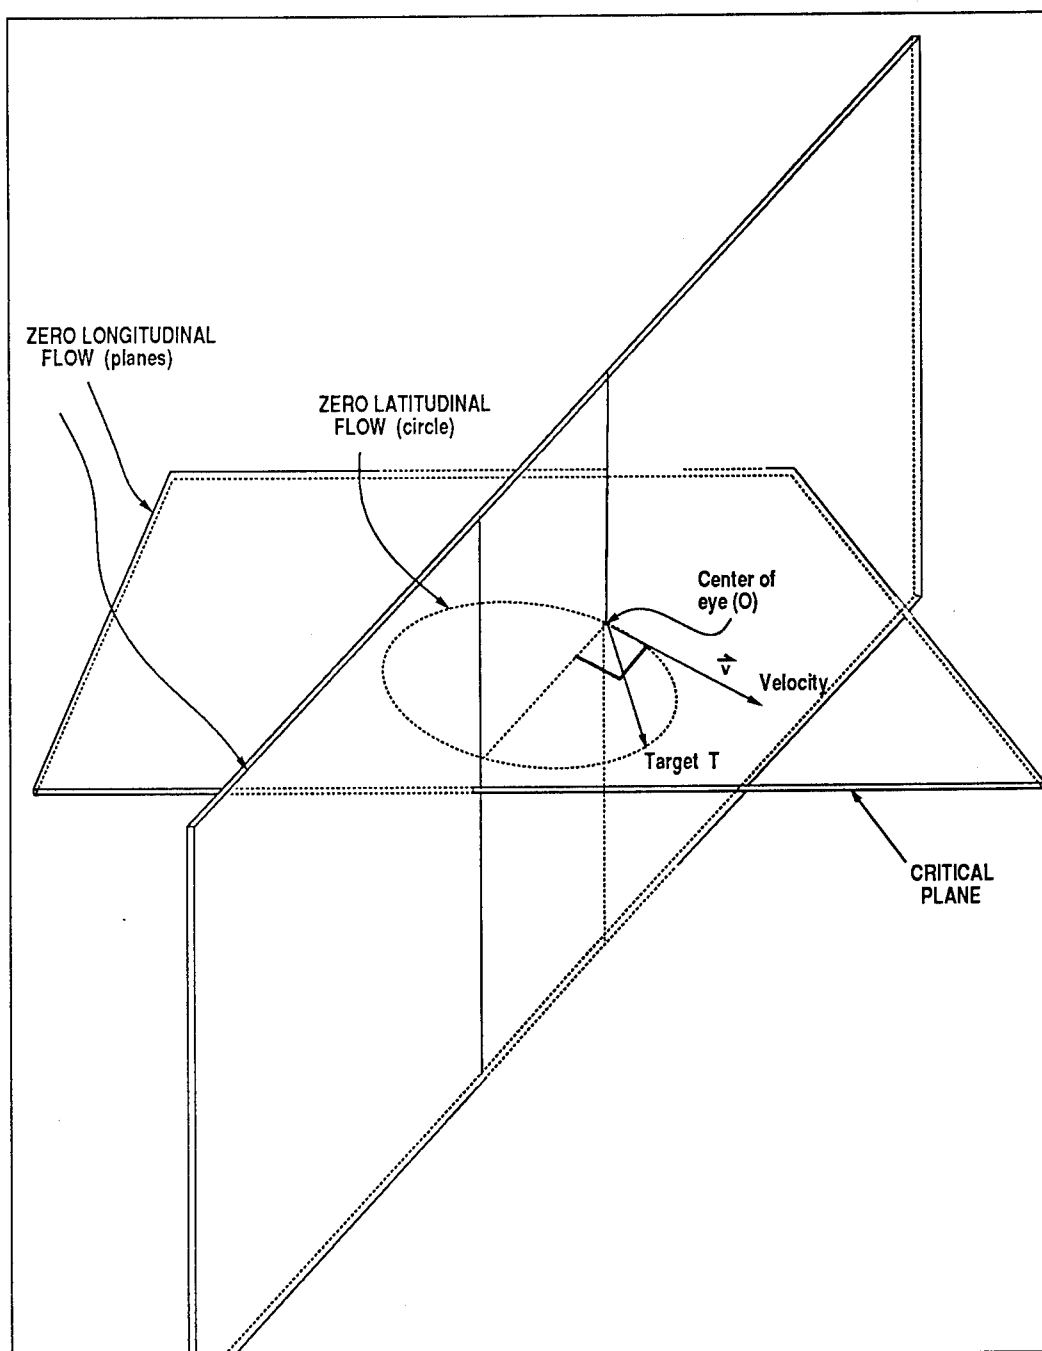 ZERO LONGITUDINAL
FLOW (planes)
ZERO LATITUDINAL
FLOW (circle)
Center of
eye (O)
v
Velocity
Target T
CRITICAL
PLANE